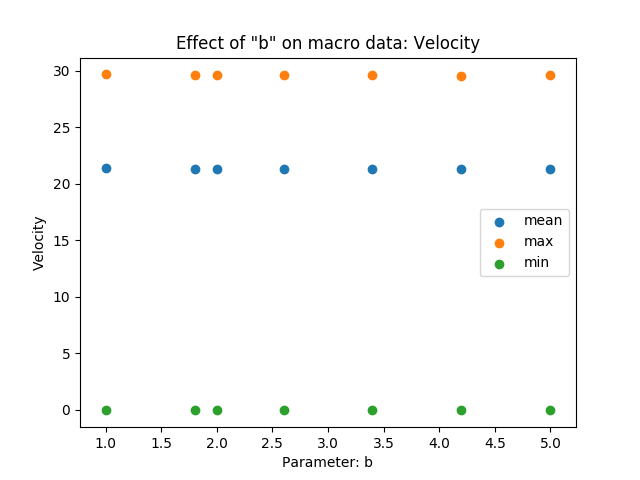 Effect of "b" on macro data: Velocity
30
25
20
15
10
5
0
Velocity
mean
max
min
1.0 1.5 2.0 2.5 3.0 3.5 4.0 4.5 5.0
Parameter: b